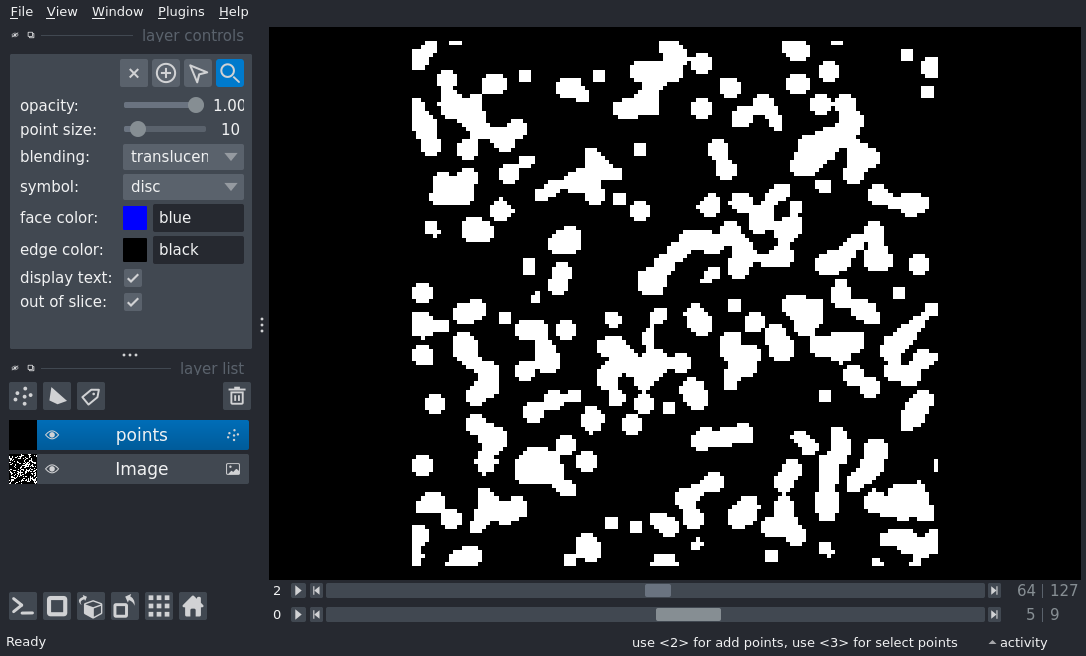 File View Window Plugins Help
layer controls
opacity: 1.00
point size: 10
blending: translucen
symbol: disc
face color: blue
edge color: black
display text:
out of slice:
layer list
points
Image
2 64 127
0 5 9
Ready use <2> for add points, use <3> for select points activity